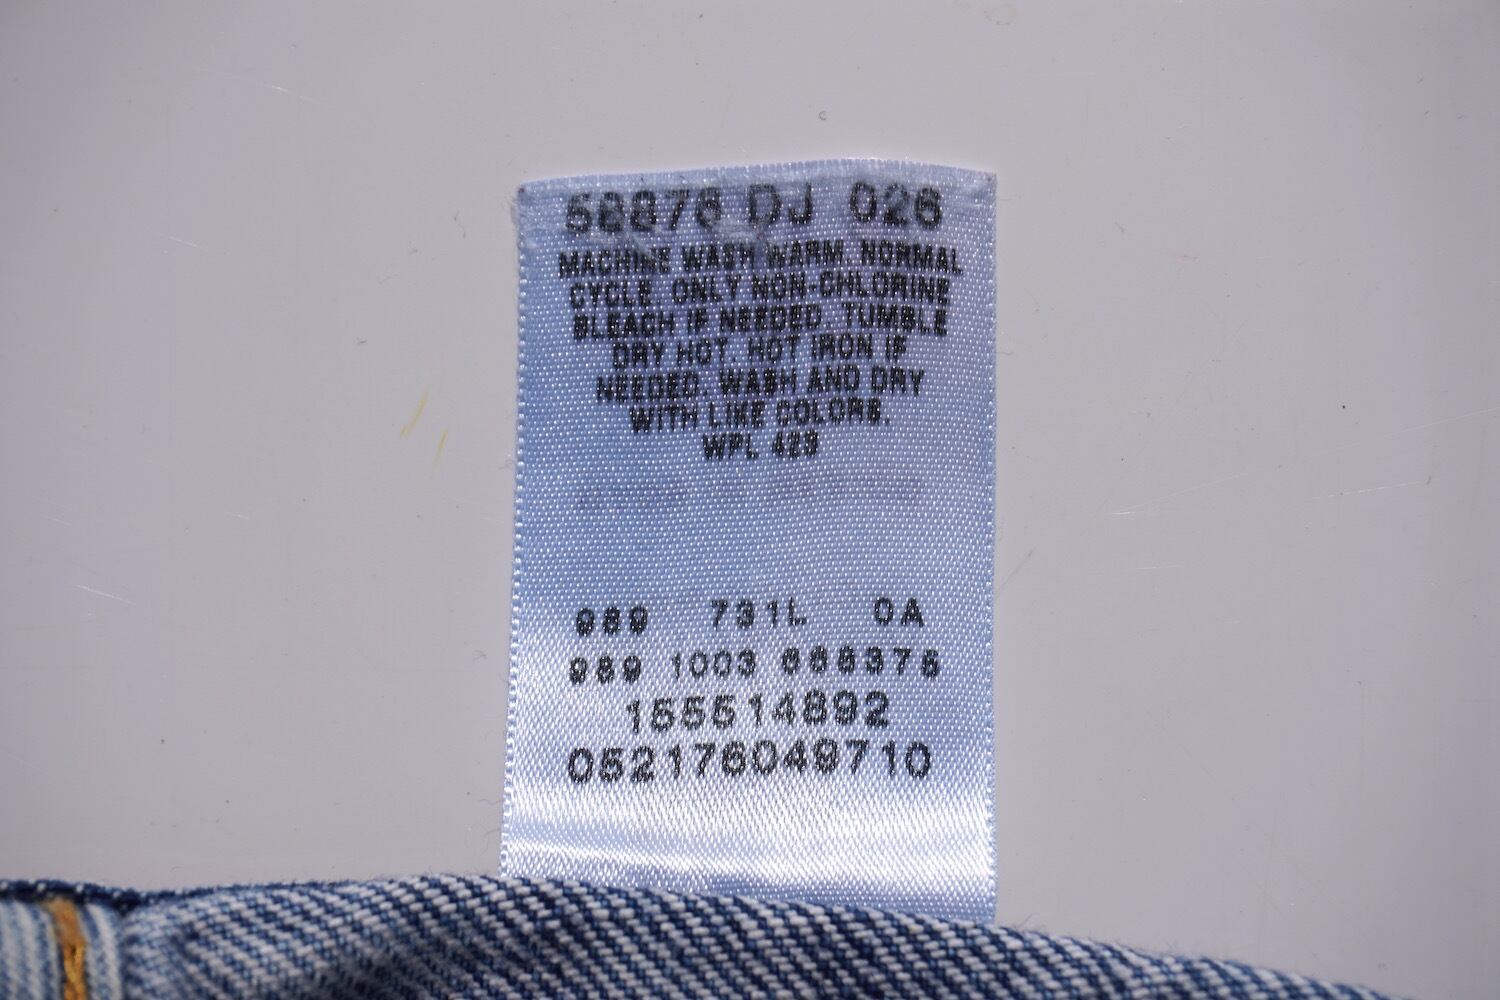 56876 DJ 026
MACHINE WASH WARM, NORMAL
CYCLE. ONLY NON-CHLORINE
BLEACH IF NEEDED. TUMBLE
DRY HOT. HOT IRON IF
NEEDED. WASH AND DRY
WITH LIKE COLORS.
WPL 423
989 731L 0A
989 1003
155514892
052176049710